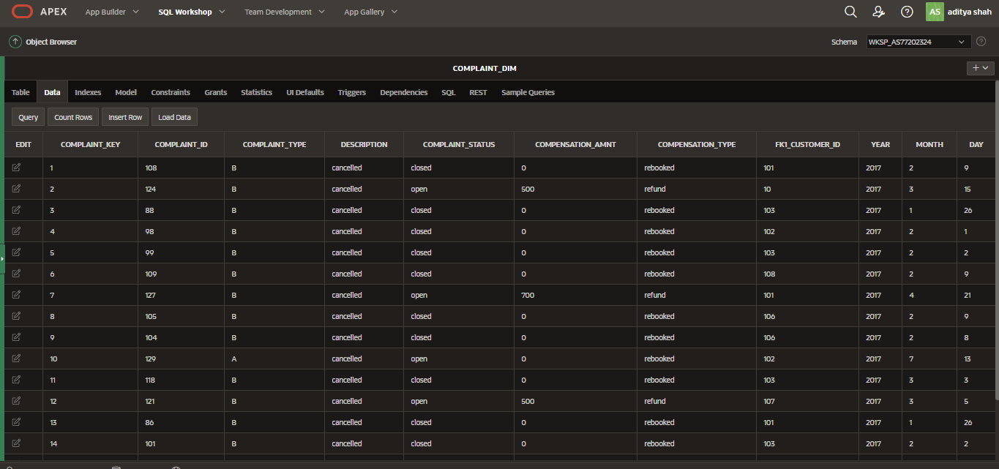 APEX App Builder SQL Workshop Team Development App Gallery AS aditya shah
Object Browser Schema WKSP_AS77202324
COMPLAINT_DIM
Table Data Indexes Model Constraints Grants Statistics UI Defaults Triggers Dependencies SQL REST Sample Queries
Query Count Rows Insert Row Load Data
EDIT COMPLAINT_KEY COMPLAINT_ID COMPLAINT_TYPE DESCRIPTION COMPLAINT_STATUS COMPENSATION_AMNT COMPENSATION_TYPE FK1_CUSTOMER_ID YEAR MONTH DAY
1 108 B cancelled closed 0 rebooked 101 2017 2 9
2 124 B cancelled open 500 refund 10 2017 3 15
3 88 B cancelled closed 0 rebooked 103 2017 1 26
4 98 B cancelled closed 0 rebooked 102 2017 2 1
5 99 B cancelled closed 0 rebooked 103 2017 2 2
6 109 B cancelled closed 0 rebooked 108 2017 2 9
7 127 B cancelled open 700 refund 101 2017 4 21
8 105 B cancelled closed 0 rebooked 106 2017 2 9
9 104 B cancelled closed 0 rebooked 106 2017 2 8
10 129 A cancelled open 0 rebooked 102 2017 7 13
11 118 B cancelled closed 0 rebooked 103 2017 3 3
12 121 B cancelled open 500 refund 107 2017 3 5
13 86 B cancelled closed 0 rebooked 101 2017 1 26
14 101 B cancelled closed 0 rebooked 103 2017 2 2